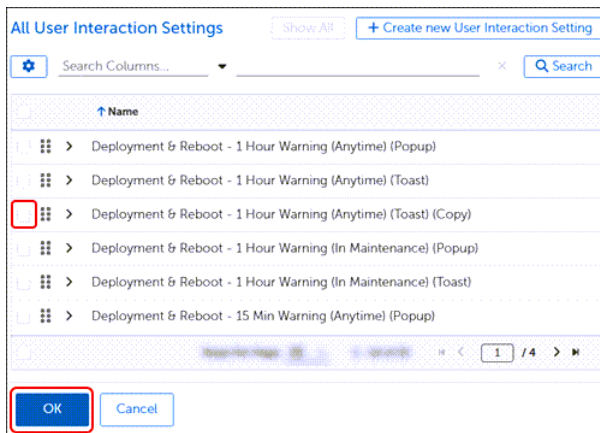 All User Interaction Settings
Show All
+ Create new User Interaction Setting
Search Columns...
Search
Name
Deployment & Reboot - 1 Hour Warning (Anytime) (Popup)
Deployment & Reboot - 1 Hour Warning (Anytime) (Toast)
Deployment & Reboot - 1 Hour Warning (Anytime) (Toast) (Copy)
Deployment & Reboot - 1 Hour Warning (In Maintenance) (Popup)
Deployment & Reboot - 1 Hour Warning (In Maintenance) (Toast)
Deployment & Reboot - 15 Min Warning (Anytime) (Popup)
1 / 4
OK
Cancel